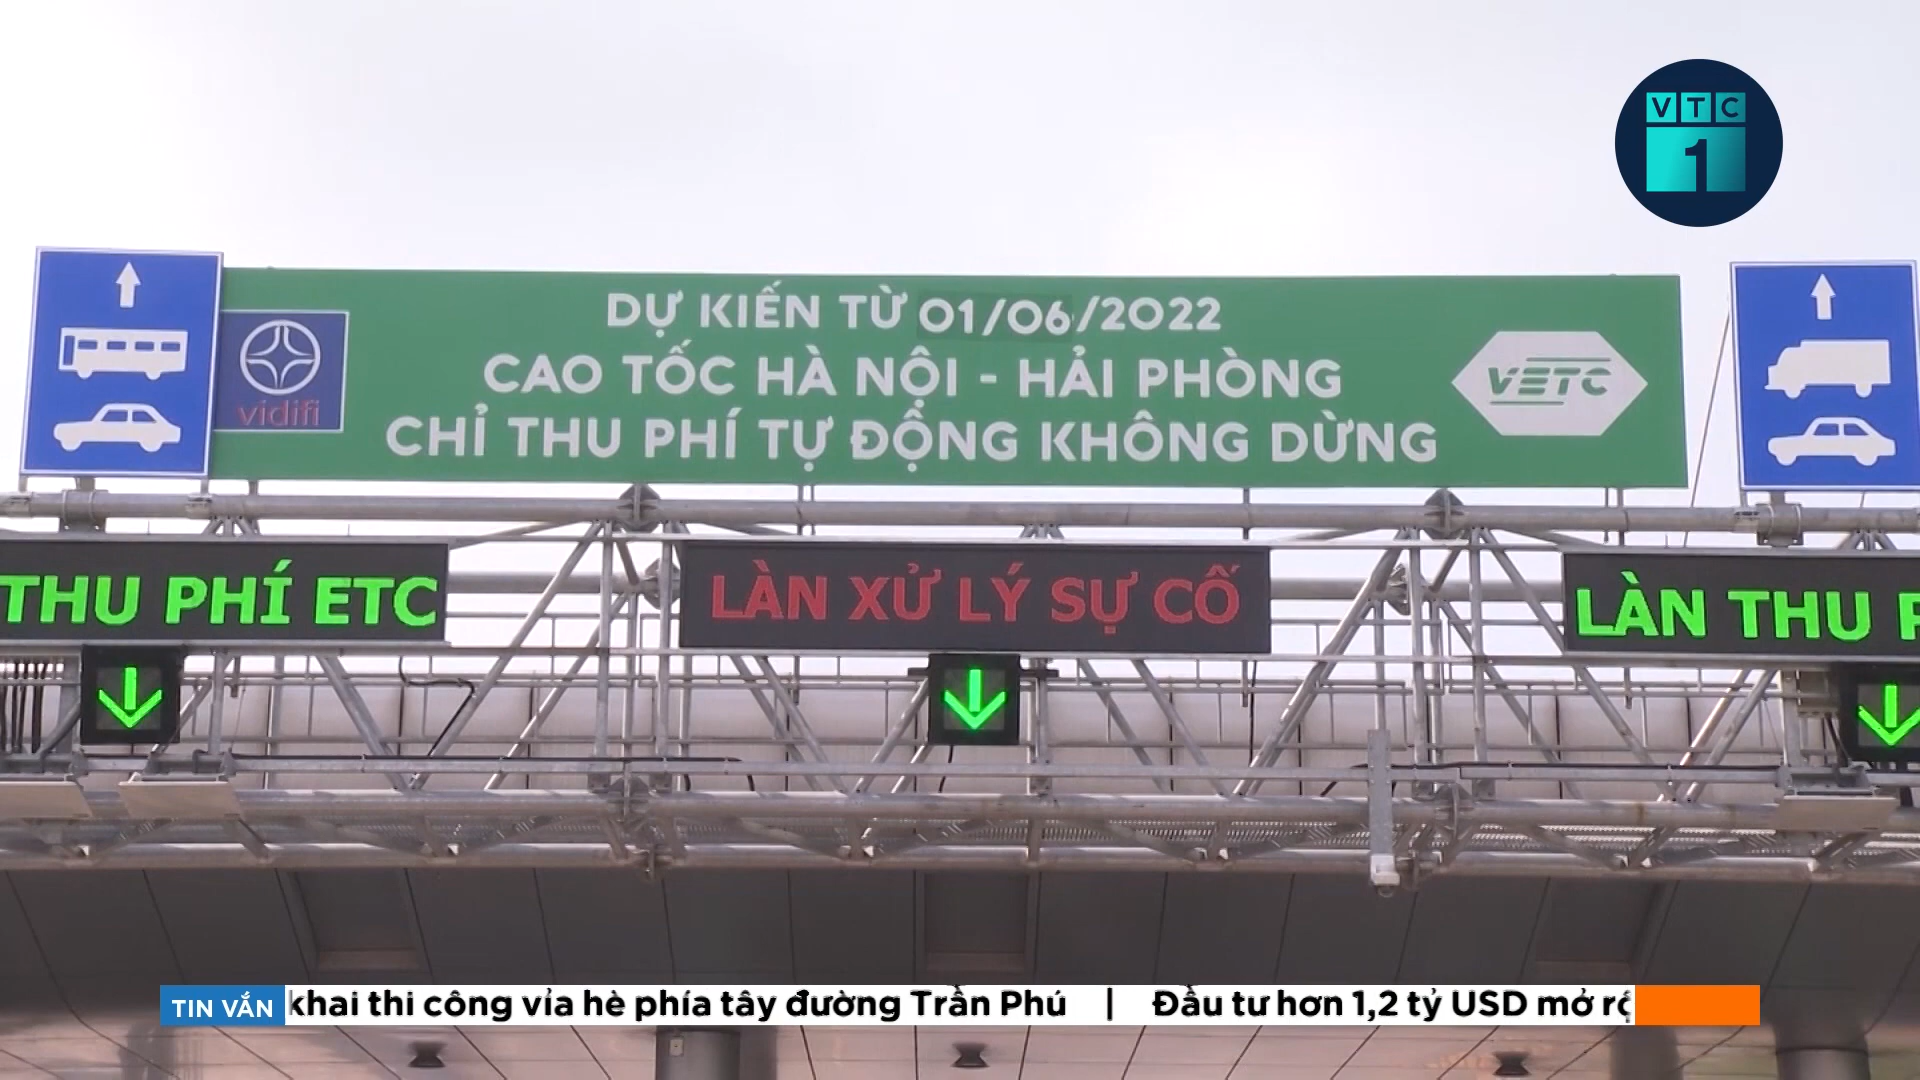 VTC
1
DỰ KIẾN TỪ 01/06/2022
CAO TỐC HÀ NỘI - HẢI PHÒNG
CHỈ THU PHÍ TỰ ĐỘNG KHÔNG DỪNG
vidifi
VETC
THU PHÍ ETC
LÀN XỬ LÝ SỰ CỐ
LÀN THU P
TIN VẮN khai thi công vỉa hè phía tây đường Trần Phú | Đầu tư hơn 1,2 tỷ USD mở rộ